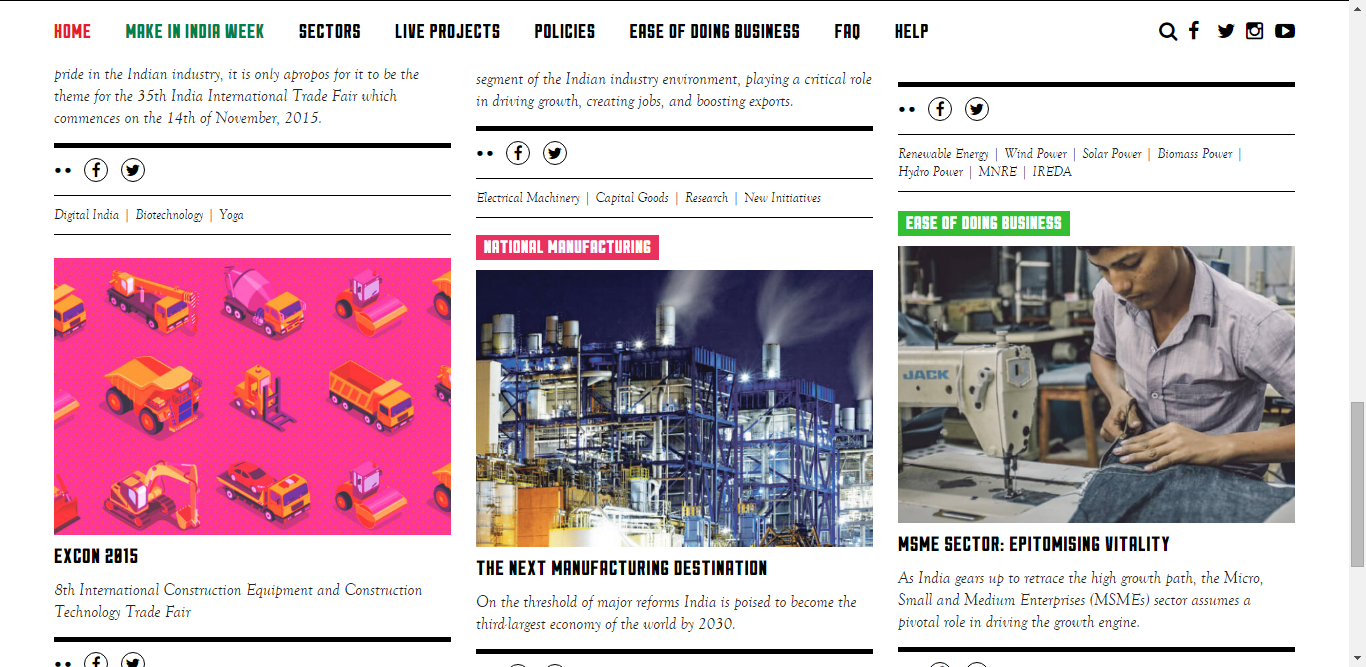 HOME MAKE IN INDIA WEEK SECTORS LIVE PROJECTS POLICIES EASE OF DOING BUSINESS FAQ HELP
pride in the Indian industry, it is only apropos for it to be the
theme for the 35th India International Trade Fair which
commences on the 14th of November, 2015.
Digital India | Biotechnology | Yoga
EXCON 2015
8th International Construction Equipment and Construction
Technology Trade Fair
segment of the Indian industry environment, playing a critical role
in driving growth, creating jobs, and boosting exports.
Electrical Machinery | Capital Goods | Research | New Initiatives
NATIONAL MANUFACTURING
THE NEXT MANUFACTURING DESTINATION
On the threshold of major reforms India is poised to become the
third-largest economy of the world by 2030.
Renewable Energy | Wind Power | Solar Power | Biomass Power |
Hydro Power | MNRE | IREDA
EASE OF DOING BUSINESS
JACK
MSME SECTOR: EPITOMISING VITALITY
As India gears up to retrace the high growth path, the Micro,
Small and Medium Enterprises (MSMEs) sector assumes a
pivotal role in driving the growth engine.